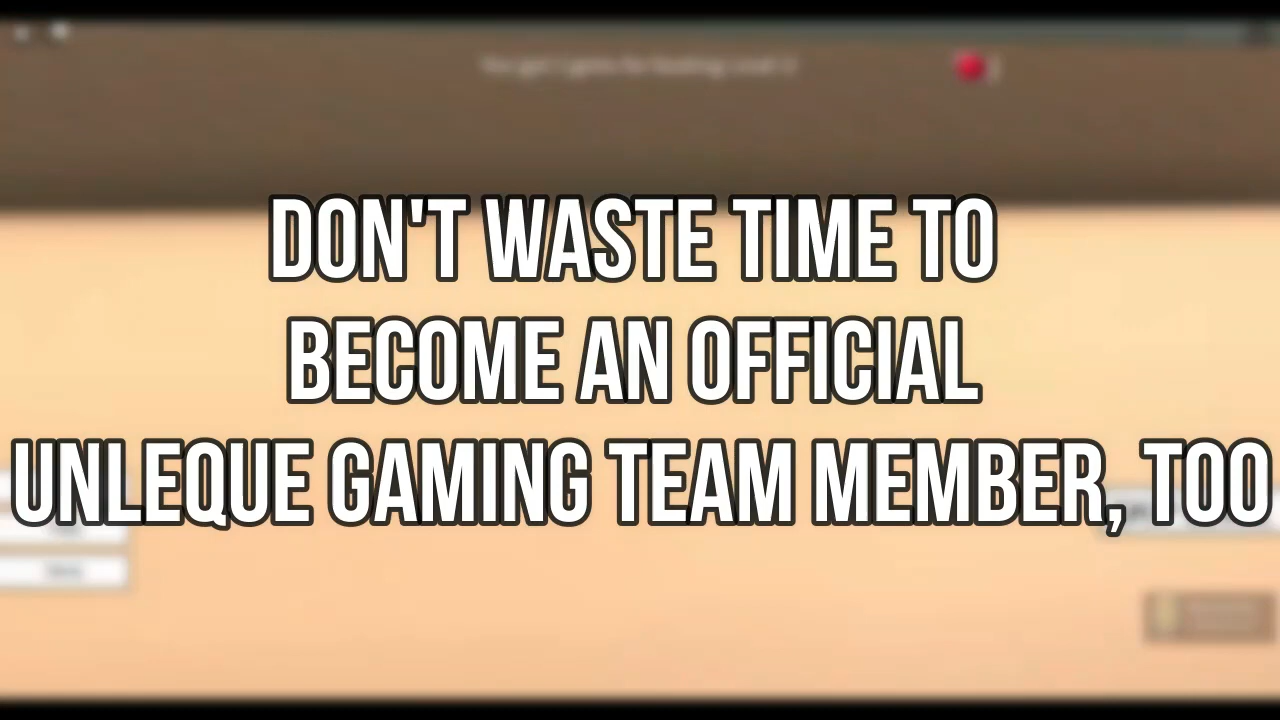 DON'T WASTE TIME TO
BECOME AN OFFICIAL
UNLEQUE GAMING TEAM MEMBER, TOO